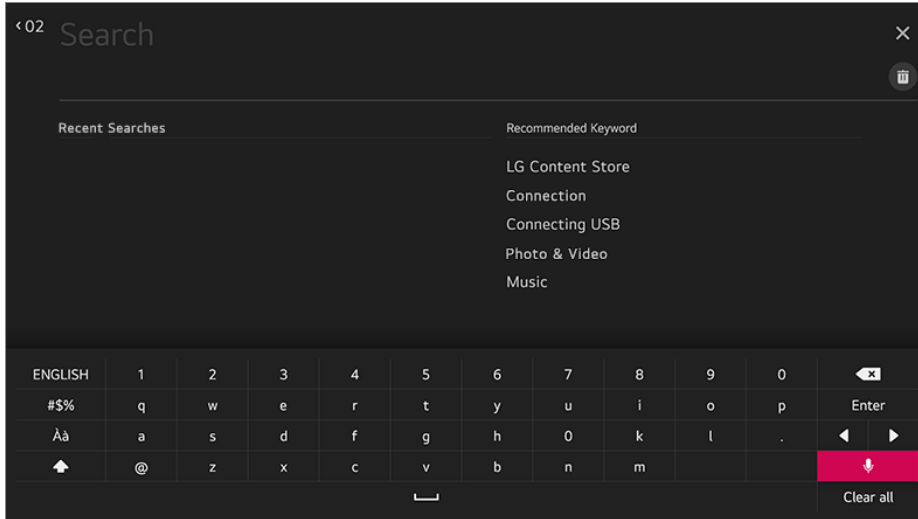 02 Search
Recent Searches
Recommended Keyword
LG Content Store
Connection
Connecting USB
Photo & Video
Music
ENGLISH 1 2 3 4 5 6 7 8 9 0
#$% q w e r t y u i o p Enter
Àà a s d f g h 0 k l .
@ z x c v b n m
Clear all